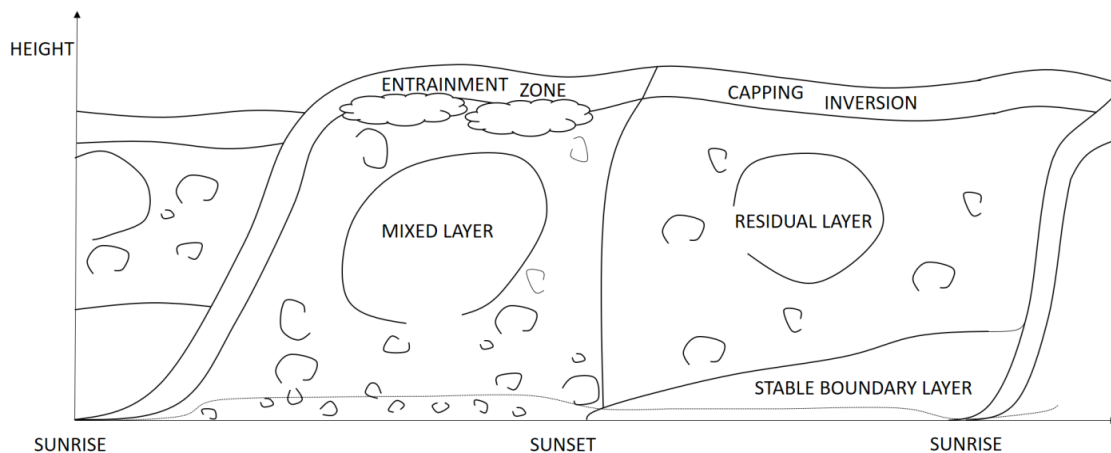 HEIGHT
ENTRAINMENT
ZONE
CAPPING
INVERSION
MIXED LAYER
RESIDUAL LAYER
STABLE BOUNDARY LAYER
SUNRISE
SUNSET
SUNRISE